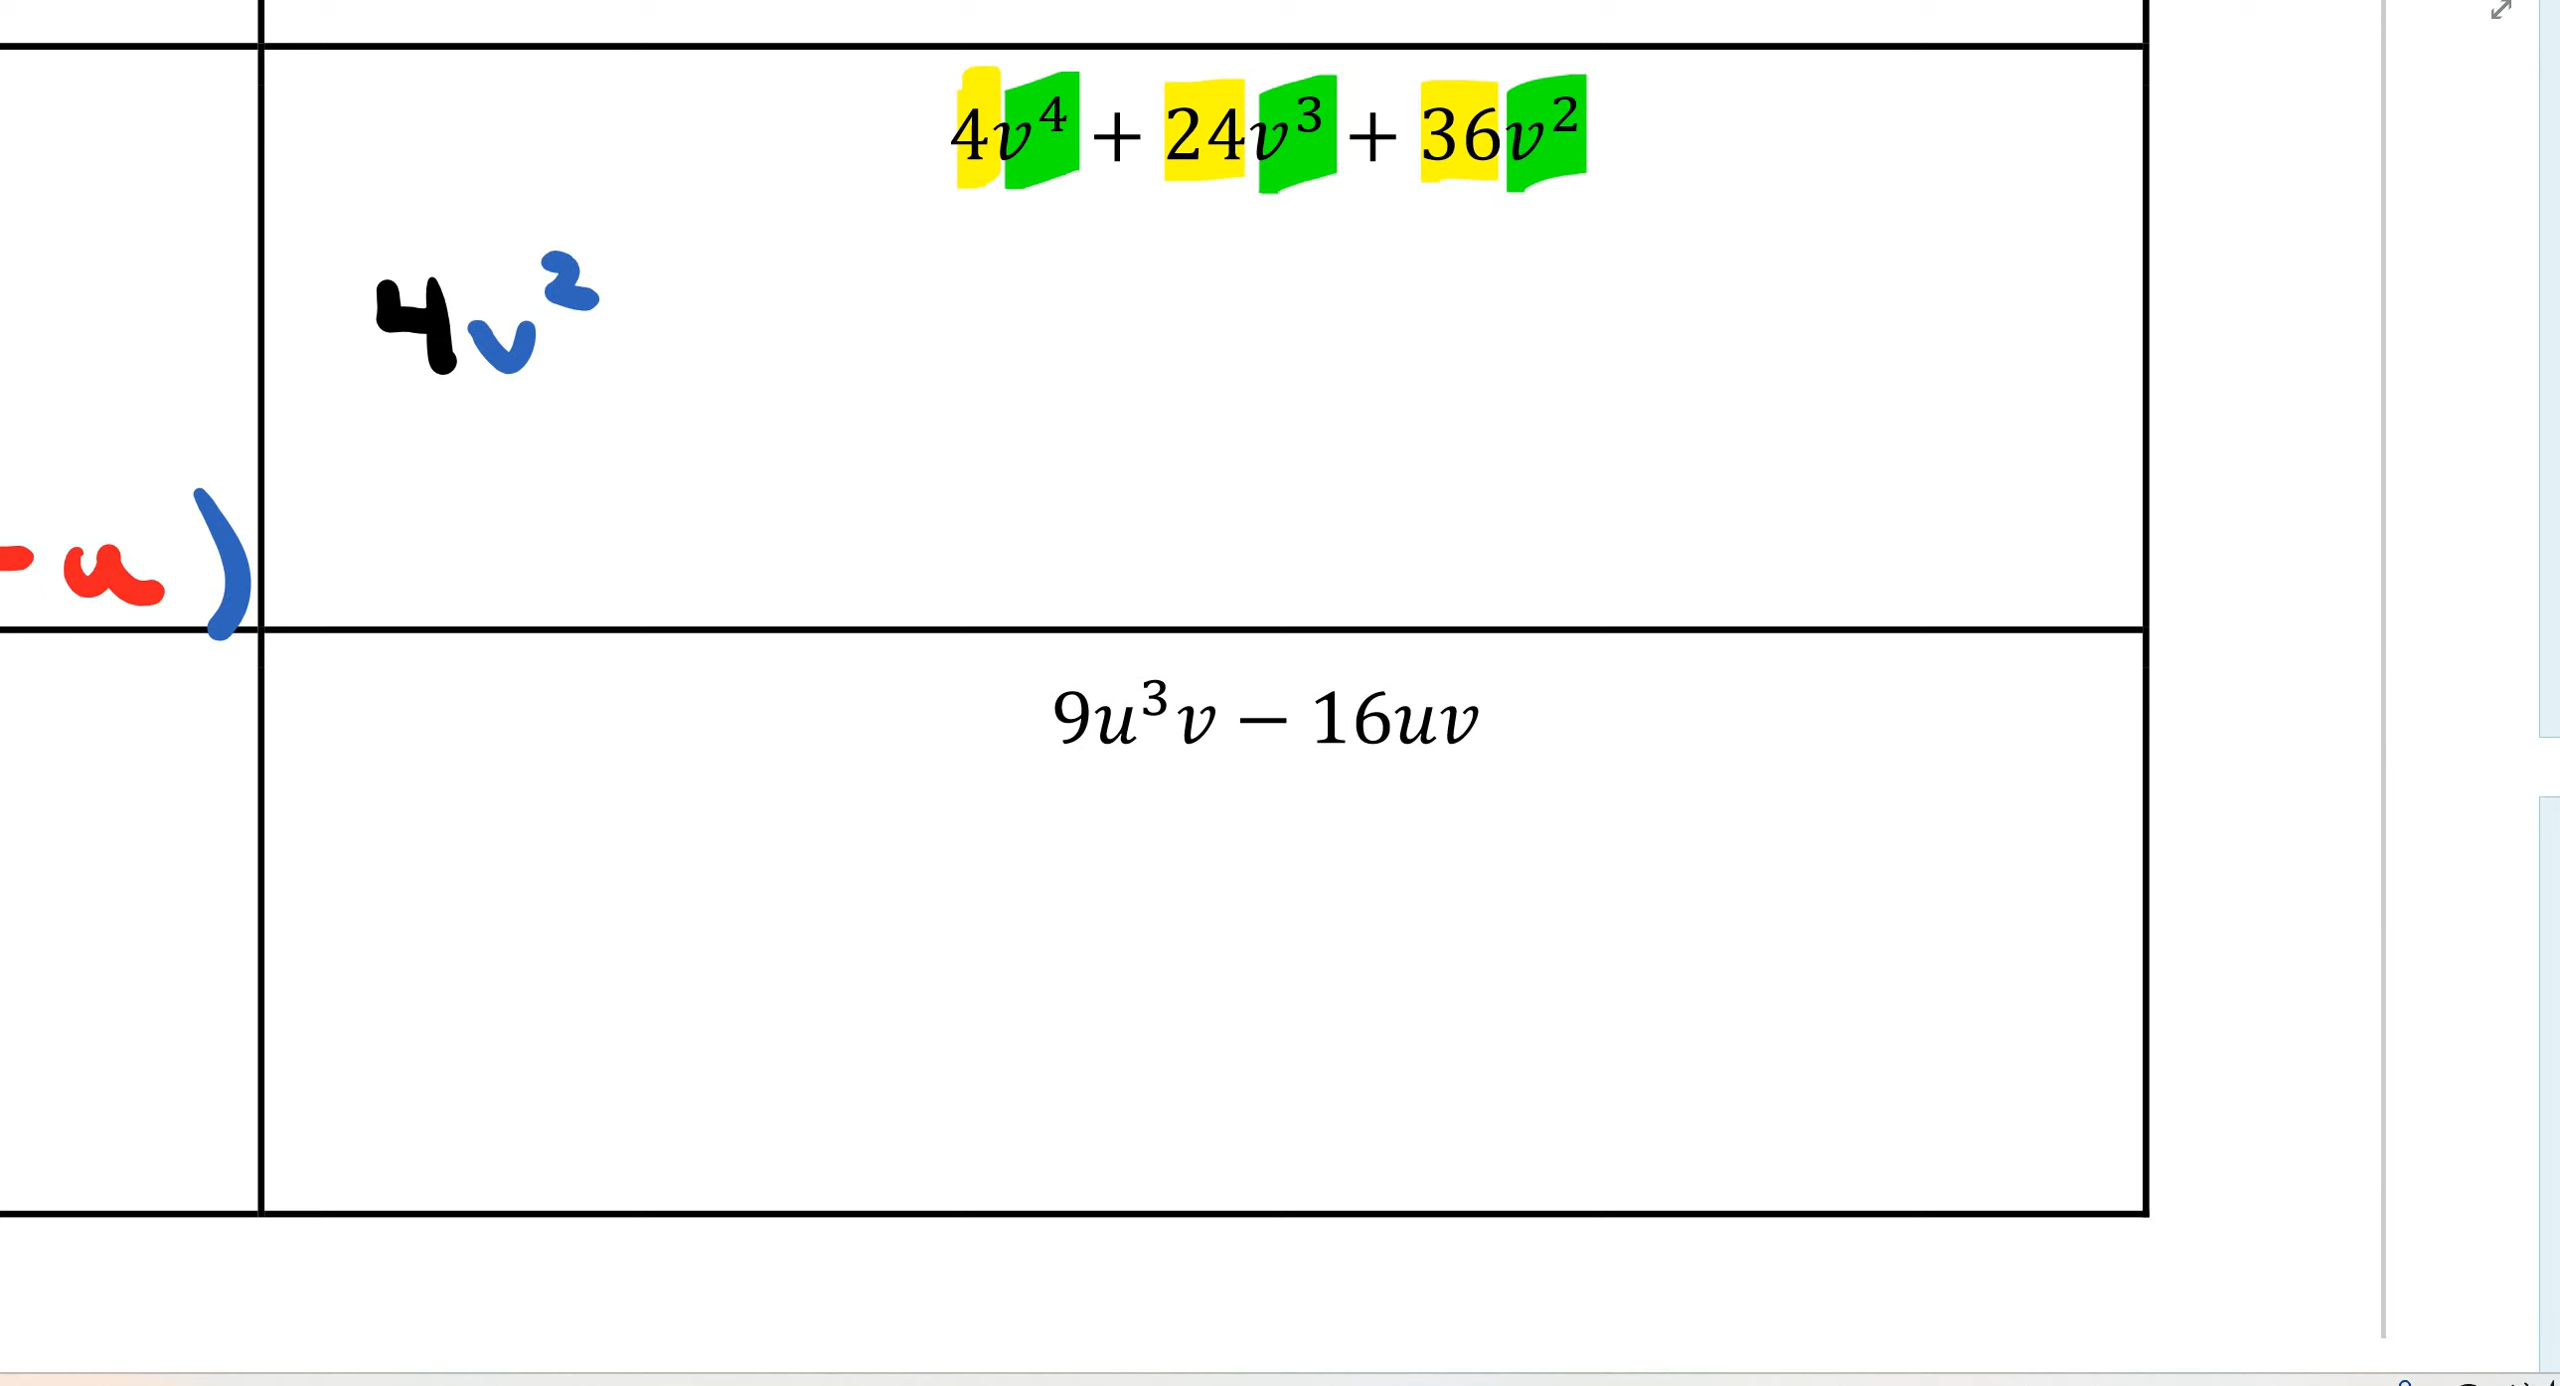 4v⁴ + 24v³ + 36v²
4v²
- u)
9u³v − 16uv